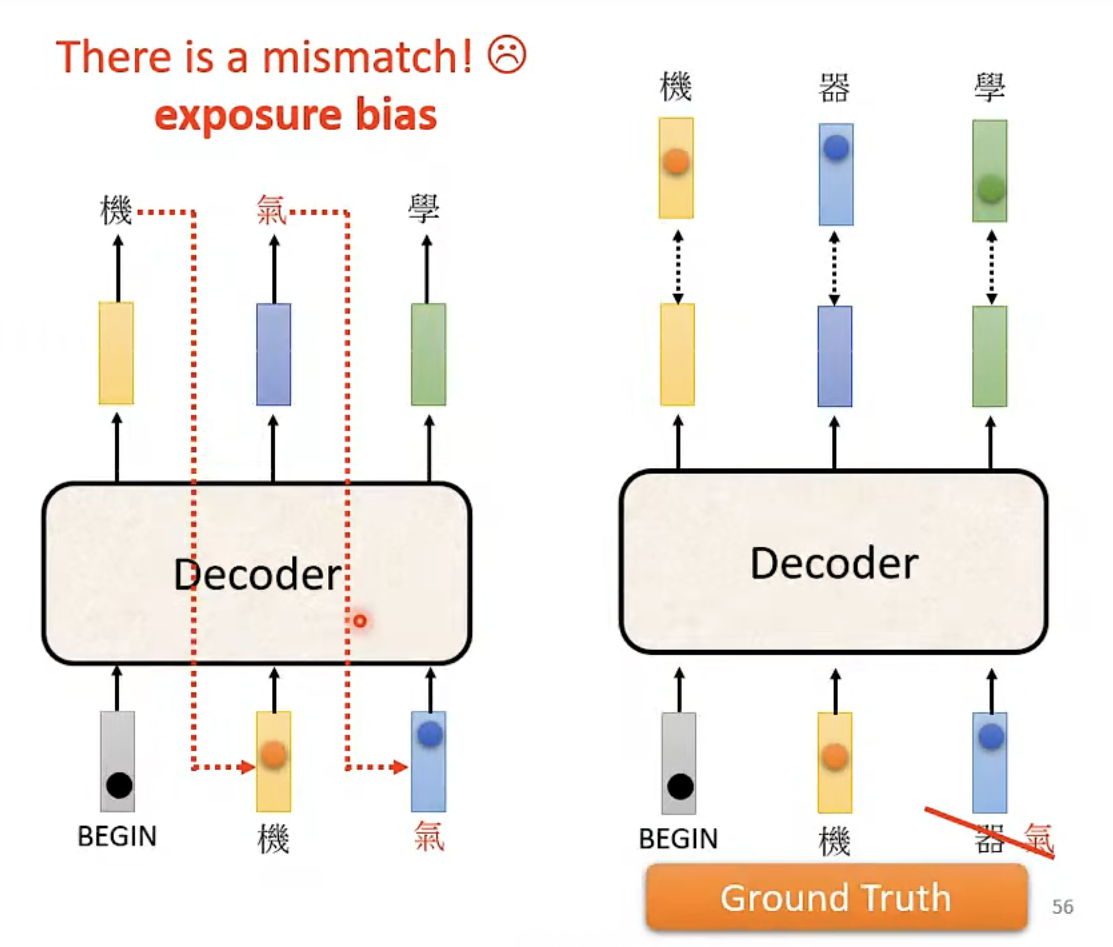 There is a mismatch! ☹
exposure bias
機 氣 學
Decoder
BEGIN 機 氣
機 器 學
Decoder
BEGIN 機 器 氣
Ground Truth
56